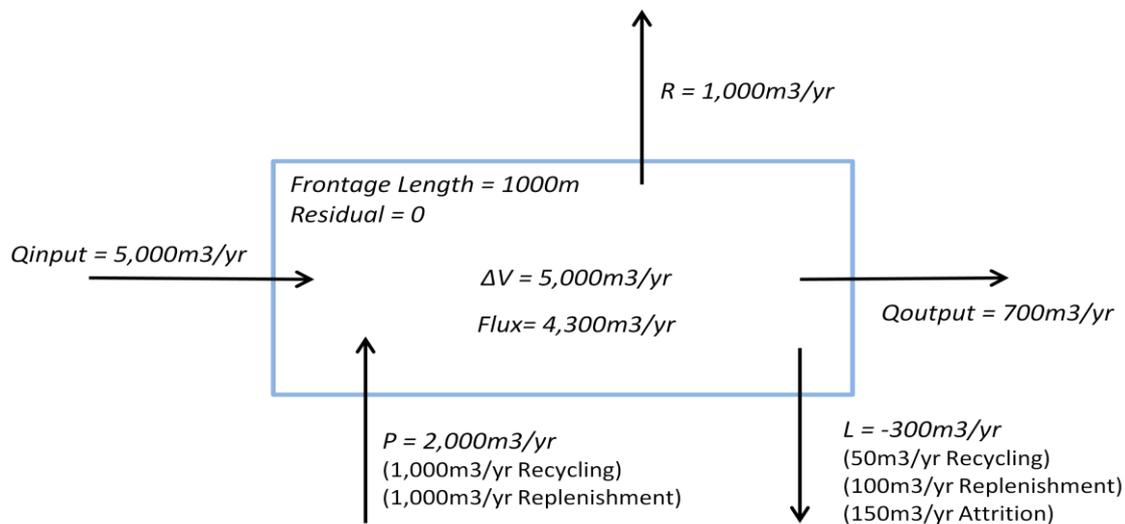 R = 1,000m3/yr
Frontage Length = 1000m
Residual = 0
Qinput = 5,000m3/yr
ΔV = 5,000m3/yr
Flux= 4,300m3/yr
Qoutput = 700m3/yr
P = 2,000m3/yr
(1,000m3/yr Recycling)
(1,000m3/yr Replenishment)
L = -300m3/yr
(50m3/yr Recycling)
(100m3/yr Replenishment)
(150m3/yr Attrition)